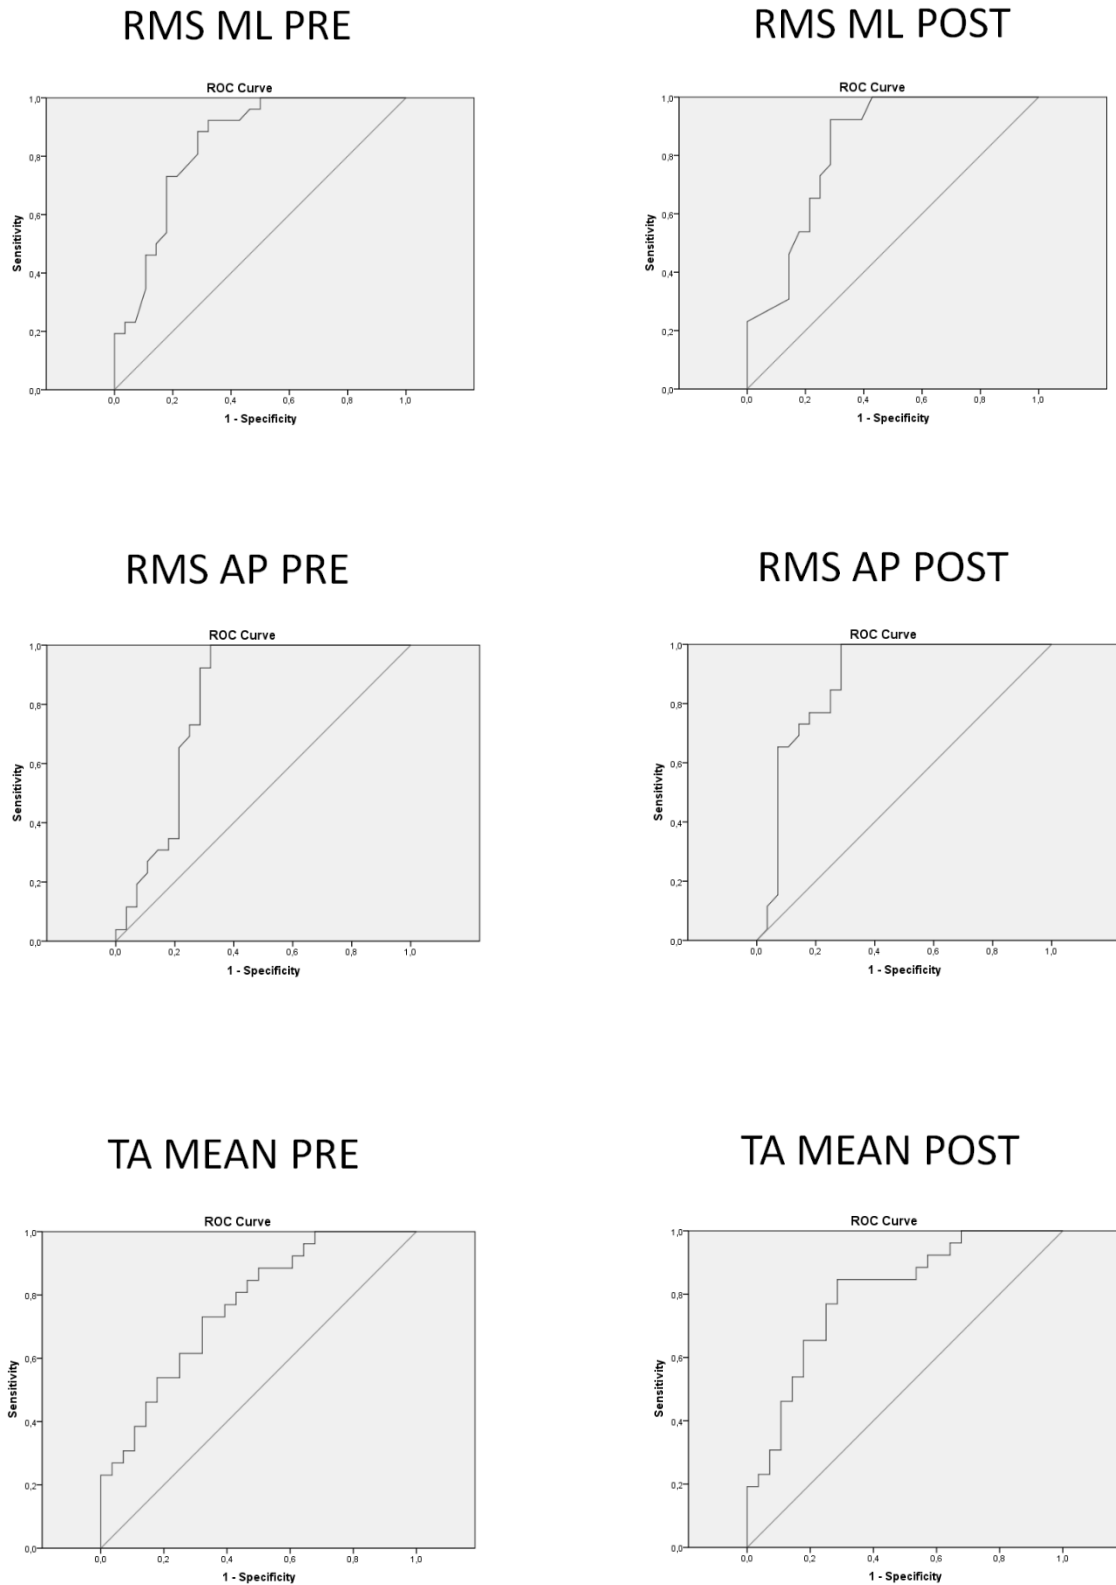 RMS ML PRE
ROC Curve
1,0
0,8
0,6
0,4
0,2
0,0
Sensitivity
0,0 0,2 0,4 0,6 0,8 1,0
1 - Specificity
RMS ML POST
ROC Curve
1,0
0,8
0,6
0,4
0,2
0,0
Sensitivity
0,0 0,2 0,4 0,6 0,8 1,0
1 - Specificity
RMS AP PRE
ROC Curve
1,0
0,8
0,6
0,4
0,2
0,0
Sensitivity
0,0 0,2 0,4 0,6 0,8 1,0
1 - Specificity
RMS AP POST
ROC Curve
1,0
0,8
0,6
0,4
0,2
0,0
Sensitivity
0,0 0,2 0,4 0,6 0,8 1,0
1 - Specificity
TA MEAN PRE
ROC Curve
1,0
0,8
0,6
0,4
0,2
0,0
Sensitivity
0,0 0,2 0,4 0,6 0,8 1,0
1 - Specificity
TA MEAN POST
ROC Curve
1,0
0,8
0,6
0,4
0,2
0,0
Sensitivity
0,0 0,2 0,4 0,6 0,8 1,0
1 - Specificity